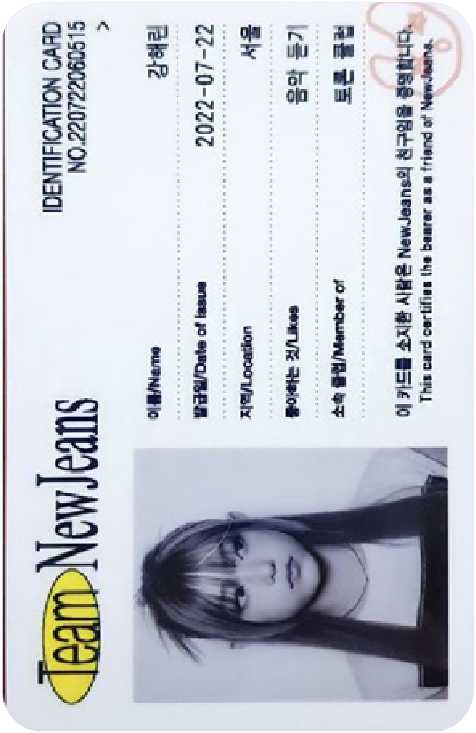 Team NewJeans
IDENTIFICATION CARD
NO.220722060515
>
이름/Name 강해린
발급일/Date of Issue 2022-07-22
지역/Location 서울
좋아하는 것/Likes 음악 듣기
소속 클럽/Member of 토론 클럽
이 카드를 소지한 사람은 NewJeans의 친구임을 증명합니다.
This card certifies the bearer as a friend of NewJeans.